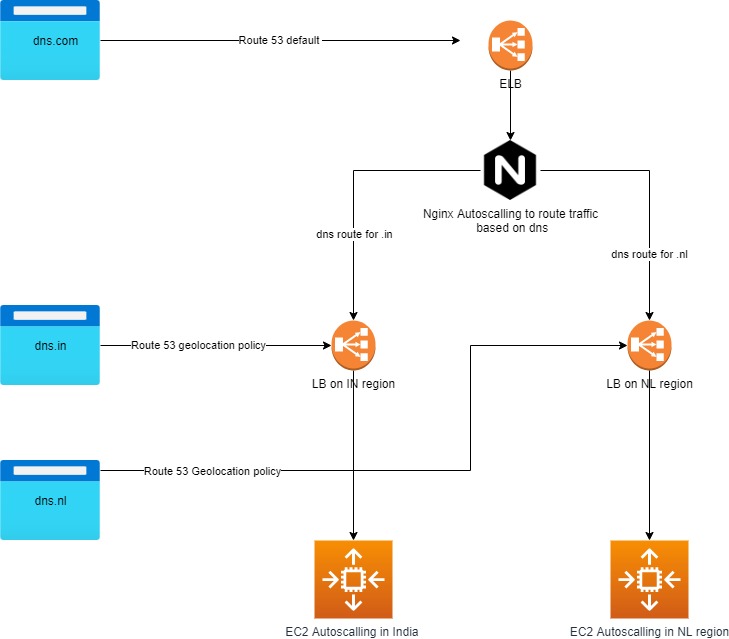 dns.com
Route 53 default
ELB
N
Nginx Autoscalling to route traffic
based on dns
dns route for .in
dns route for .nl
dns.in
Route 53 geolocation policy
LB on IN region
LB on NL region
dns.nl
Route 53 Geolocation policy
EC2 Autoscalling in India
EC2 Autoscalling in NL region